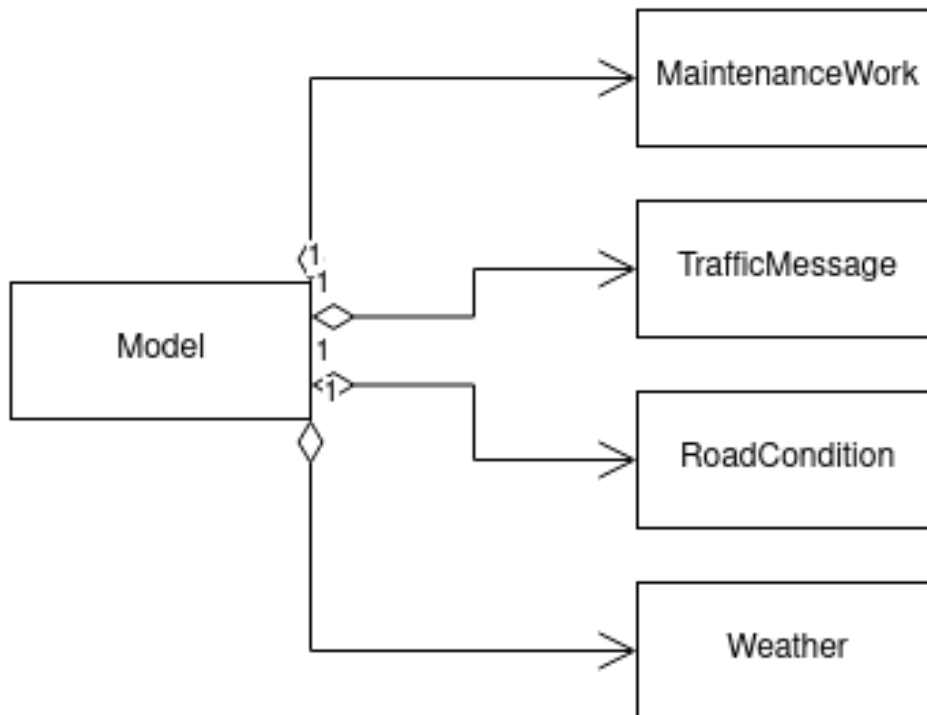 MaintenanceWork
1
1
TrafficMessage
Model
1
1
RoadCondition
Weather